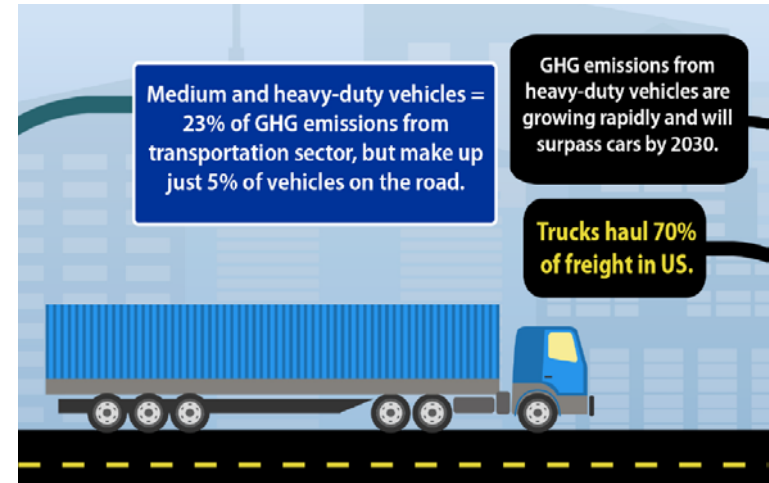 Medium and heavy-duty vehicles =
23% of GHG emissions from
transportation sector, but make up
just 5% of vehicles on the road.
GHG emissions from
heavy-duty vehicles are
growing rapidly and will
surpass cars by 2030.
Trucks haul 70%
of freight in US.